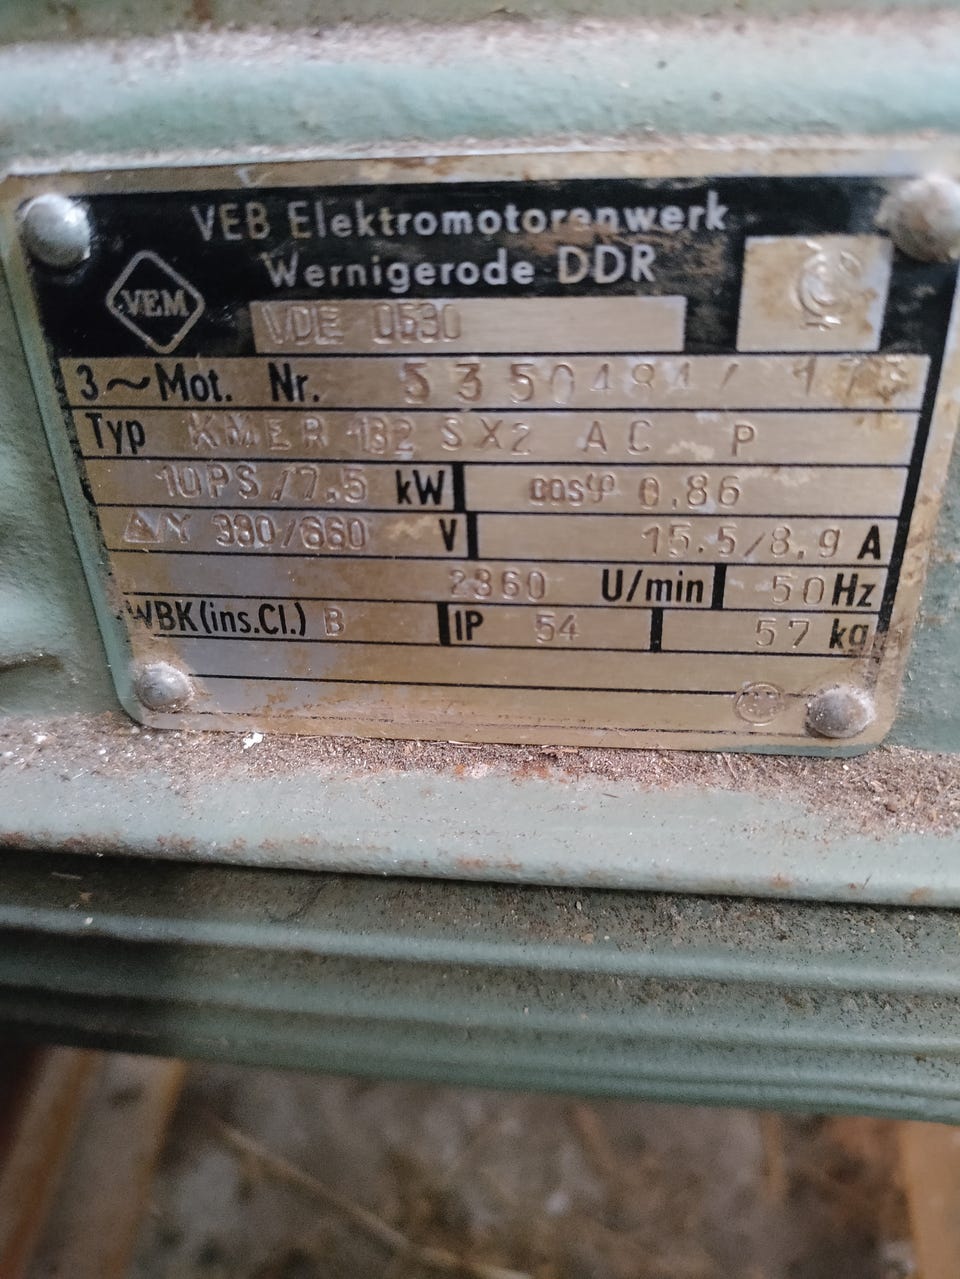 VEB Elektromotorenwerk
Wernigerode DDR
VEM
VDE 0530
3~Mot. Nr. 5350484/
Typ KMER 132 SX2 AC P
10PS/7.5 kW cosφ 0,86
△/Y 380/660 V 15.5/8,9 A
2860 U/min 50 Hz
WBK(ins.Cl.) B IP 54 57 kg